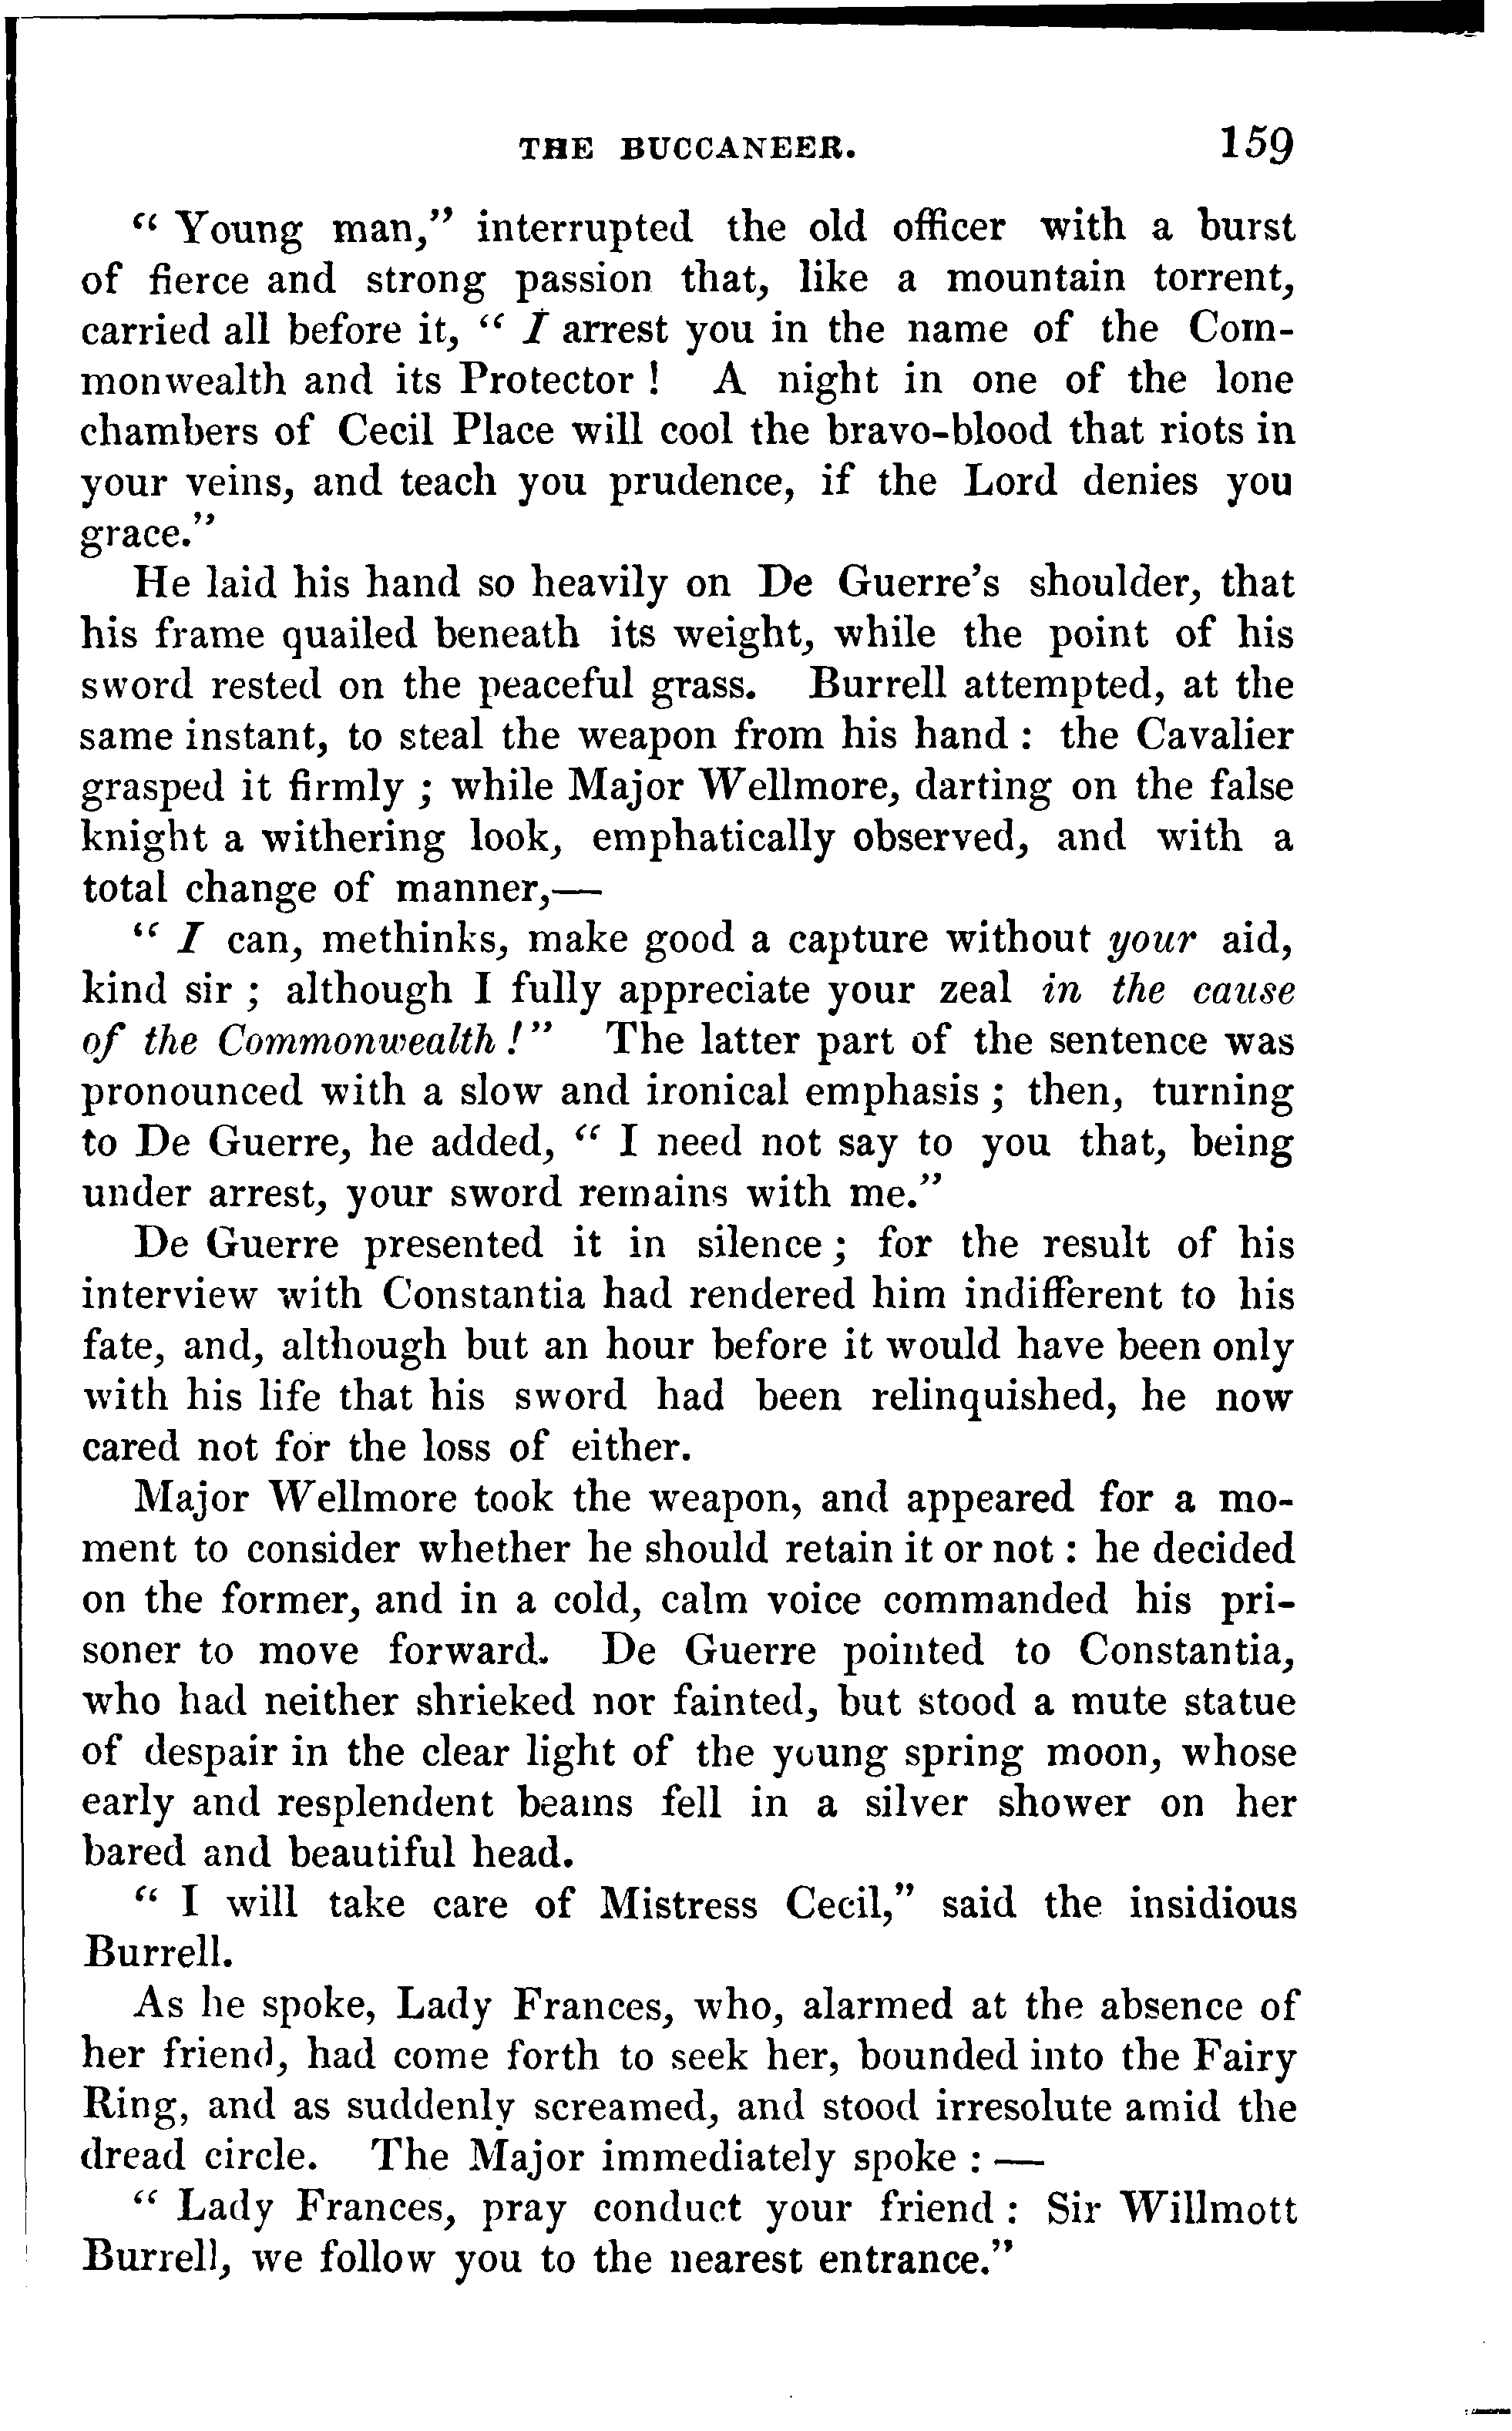 THE BUCCANEER. 159
“ Young man,” interrupted the old officer with a burst
of fierce and strong passion that, like a mountain torrent,
carried all before it, “ I arrest you in the name of the Com-
monwealth and its Protector ! A night in one of the lone
chambers of Cecil Place will cool the bravo-blood that riots in
your veins, and teach you prudence, if the Lord denies you
grace.”
He laid his hand so heavily on De Guerre’s shoulder, that
his frame quailed beneath its weight, while the point of his
sword rested on the peaceful grass. Burrell attempted, at the
same instant, to steal the weapon from his hand : the Cavalier
grasped it firmly ; while Major Wellmore, darting on the false
knight a withering look, emphatically observed, and with a
total change of manner,—
“ I can, methinks, make good a capture without your aid,
kind sir ; although I fully appreciate your zeal in the cause
of the Commonwealth !” The latter part of the sentence was
pronounced with a slow and ironical emphasis ; then, turning
to De Guerre, he added, “ I need not say to you that, being
under arrest, your sword remains with me.”
De Guerre presented it in silence ; for the result of his
interview with Constantia had rendered him indifferent to his
fate, and, although but an hour before it would have been only
with his life that his sword had been relinquished, he now
cared not for the loss of either.
Major Wellmore took the weapon, and appeared for a mo-
ment to consider whether he should retain it or not : he decided
on the former, and in a cold, calm voice commanded his pri-
soner to move forward. De Guerre pointed to Constantia,
who had neither shrieked nor fainted, but stood a mute statue
of despair in the clear light of the young spring moon, whose
early and resplendent beams fell in a silver shower on her
bared and beautiful head.
“ I will take care of Mistress Cecil,” said the insidious
Burrell.
As he spoke, Lady Frances, who, alarmed at the absence of
her friend, had come forth to seek her, bounded into the Fairy
Ring, and as suddenly screamed, and stood irresolute amid the
dread circle. The Major immediately spoke : —
“ Lady Frances, pray conduct your friend : Sir Willmott
Burrell, we follow you to the nearest entrance.”